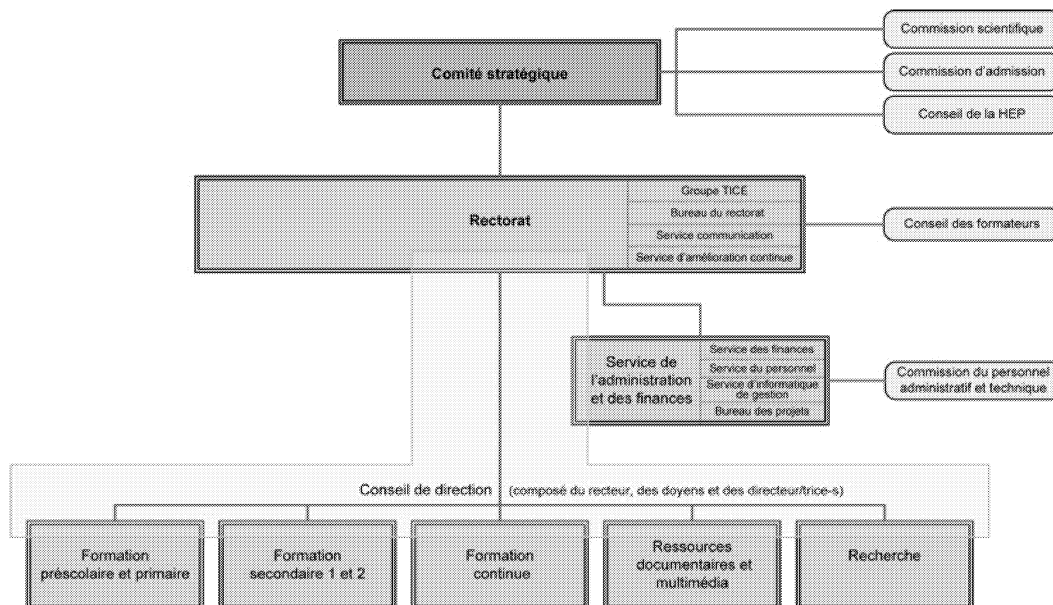 Commission scientifique
Comité stratégique
Commission d'admission
Conseil de la HEP
Rectorat
Groupe TICE
Bureau du rectorat
Service communication
Service d'amélioration continue
Conseil des formateurs
Service de
l'administration
et des finances
Service des finances
Service du personnel
Service d'informatique
de gestion
Bureau des projets
Commission du personnel
administratif et technique
Conseil de direction (composé du recteur, des doyens et des directeur/trice-s)
Formation
préscolaire et primaire
Formation
secondaire 1 et 2
Formation
continue
Ressources
documentaires et
multimédia
Recherche